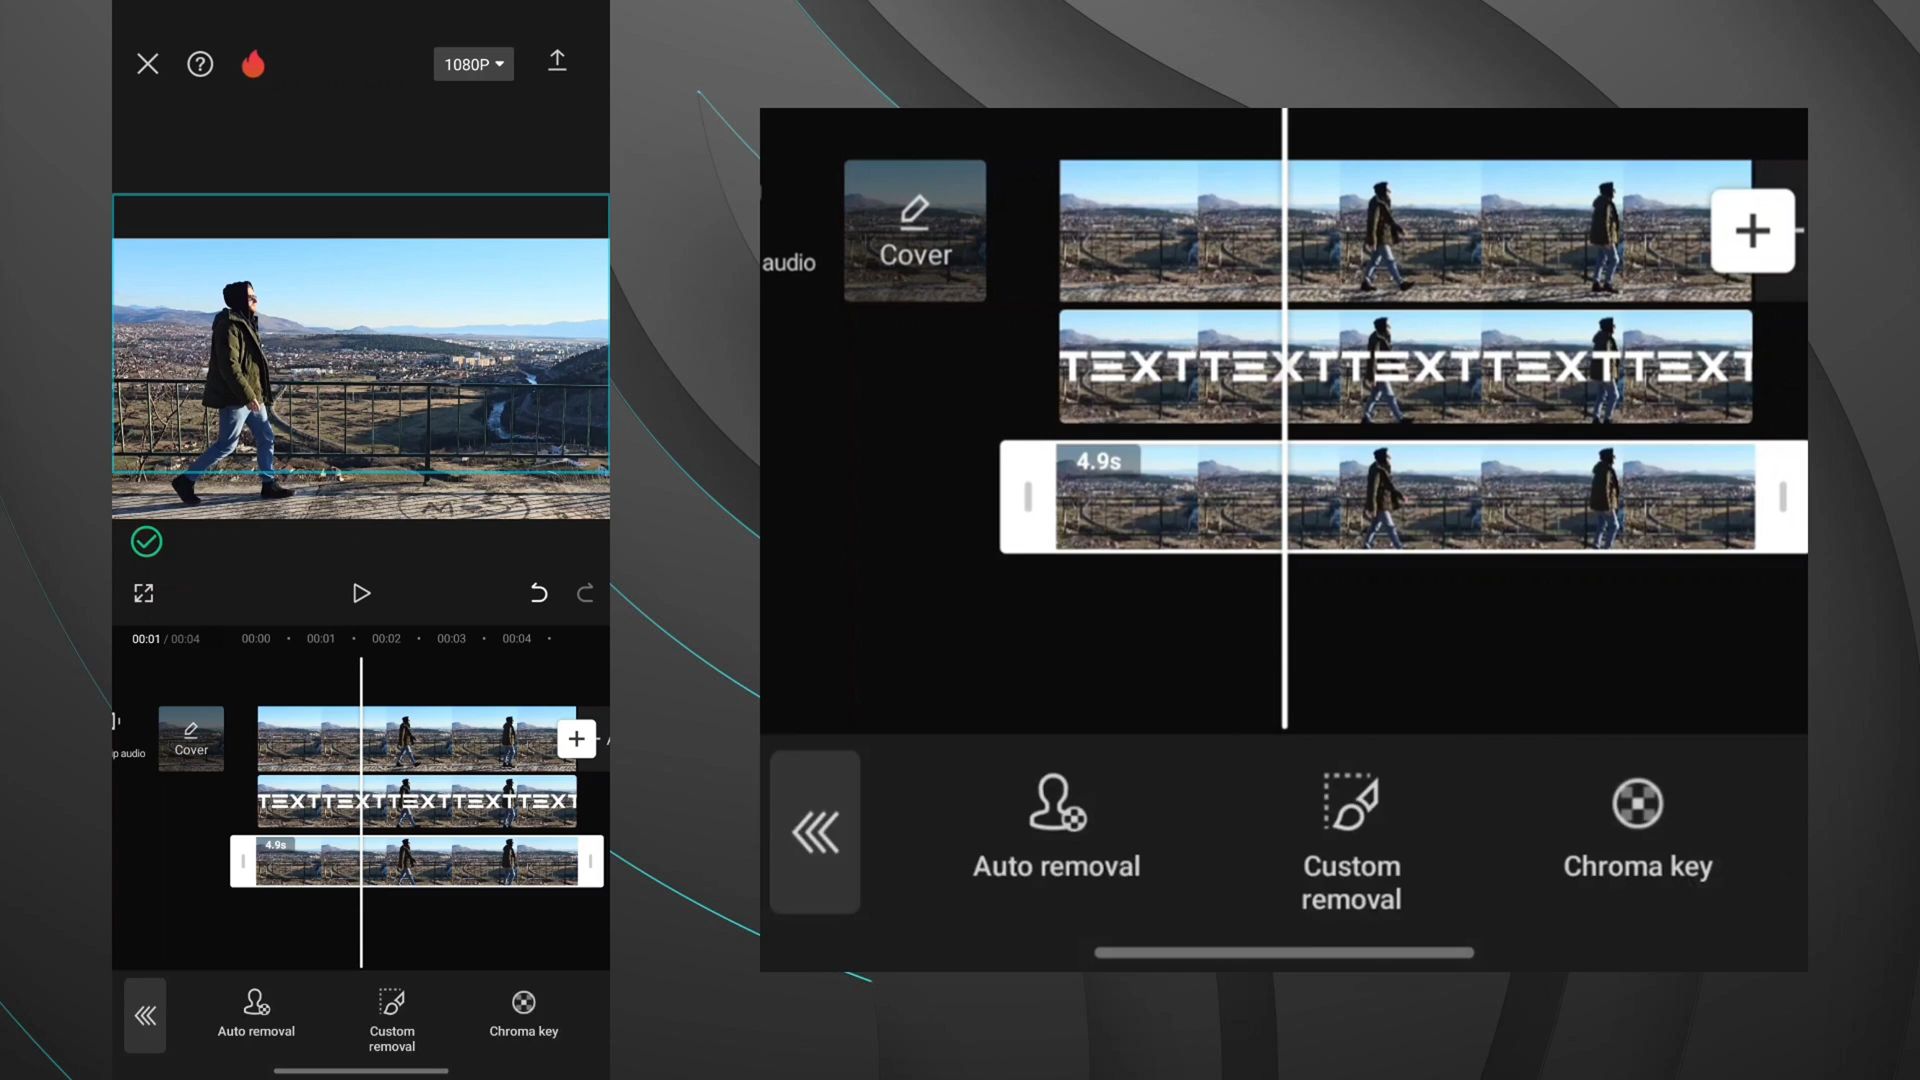 1080P
00:01 / 00:04
00:00
00:01
00:02
00:03
00:04
p audio
Cover
TEXTTEXTTEXTTEXTTEXT
4.9s
Auto removal
Custom
removal
Chroma key
audio
Cover
TEXTTEXTTEXTTEXTTEXT
4.9s
Auto removal
Custom
removal
Chroma key